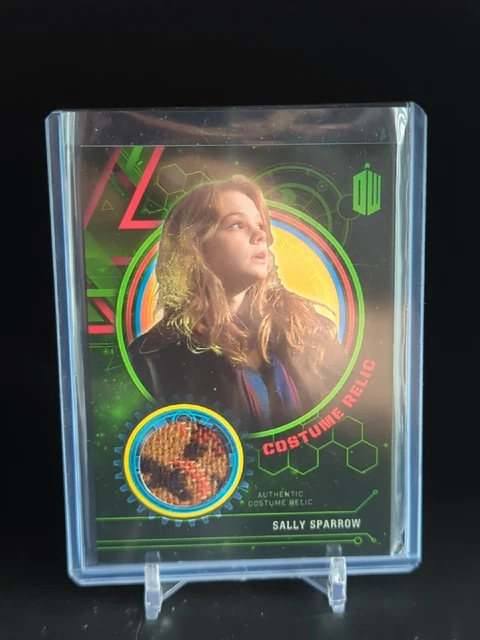 DW
COSTUME RELIC
AUTHENTIC
COSTUME RELIC
SALLY SPARROW